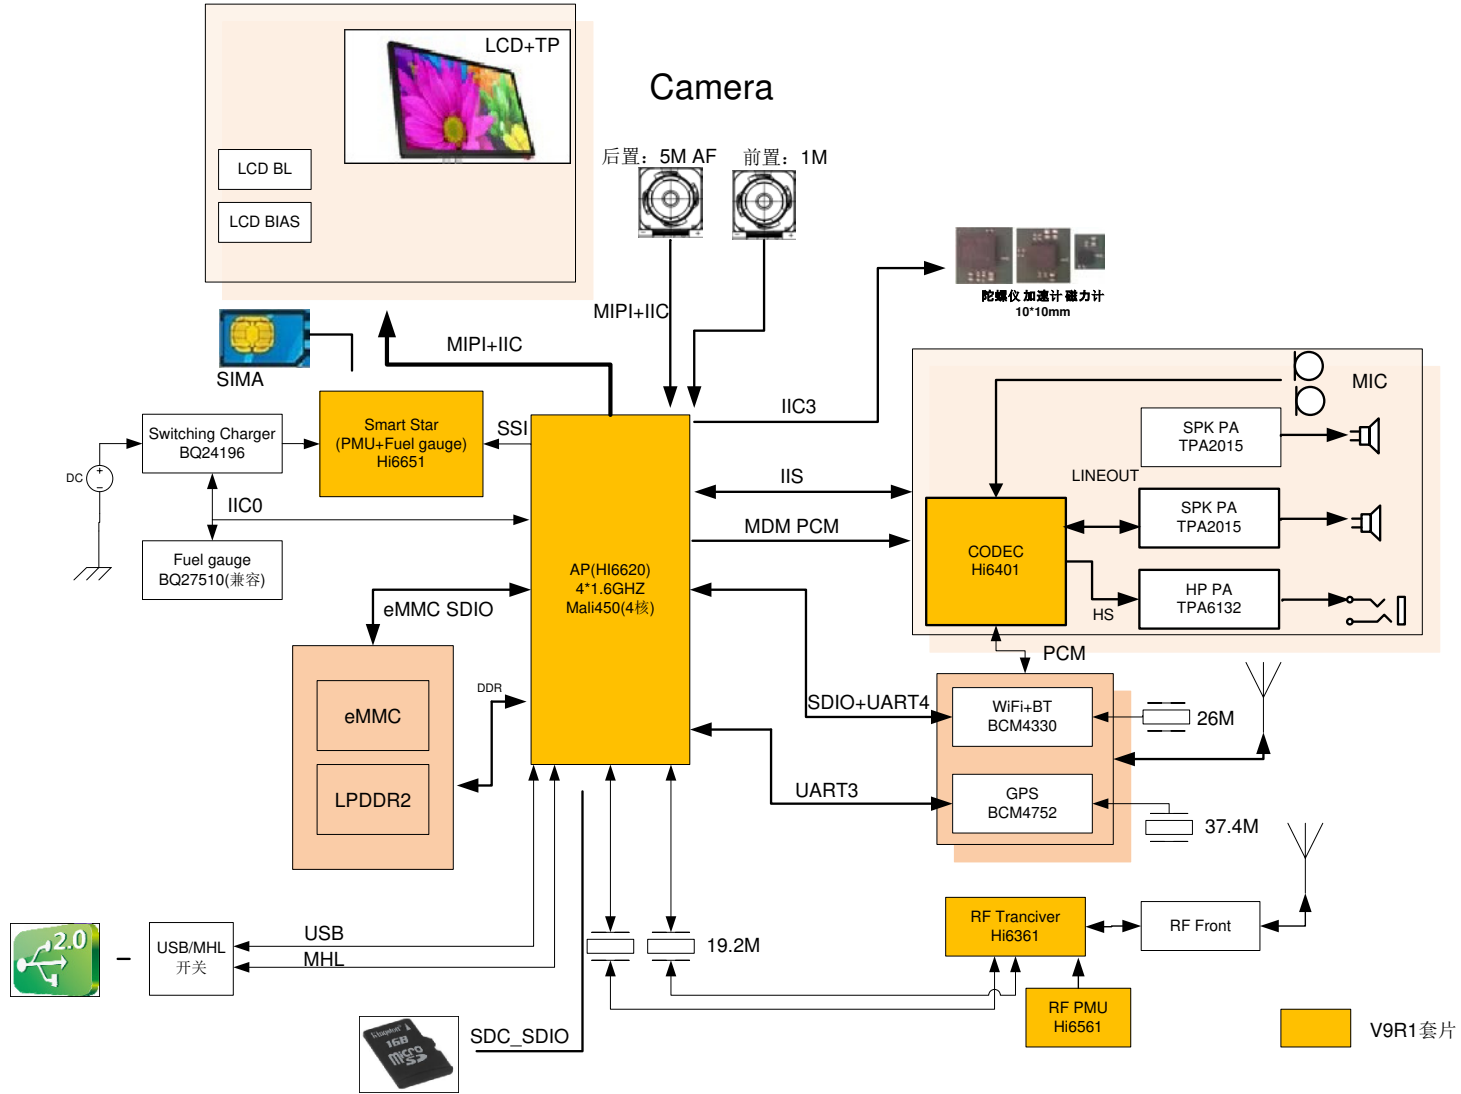 LCD+TP
LCD BL
LCD BIAS
Camera
后置：5M AF
前置：1M
MIPI+IIC
陀螺仪 加速计 磁力计
10*10mm
SIMA
MIPI+IIC
IIC3
MIC
Smart Star
(PMU+Fuel gauge)
Hi6651
SSI
Switching Charger
BQ24196
DC
IIC0
Fuel gauge
BQ27510(兼容)
SPK PA
TPA2015
LINEOUT
SPK PA
TPA2015
IIS
MDM PCM
CODEC
Hi6401
HP PA
TPA6132
HS
AP(HI6620)
4*1.6GHZ
Mali450(4核)
eMMC SDIO
PCM
eMMC
DDR
LPDDR2
SDIO+UART4
WiFi+BT
BCM4330
26M
UART3
GPS
BCM4752
37.4M
2.0
USB/MHL
开关
USB
MHL
19.2M
RF Tranciver
Hi6361
RF Front
RF PMU
Hi6561
Kingston
1GB
micro
SD
SDC_SDIO
V9R1套片